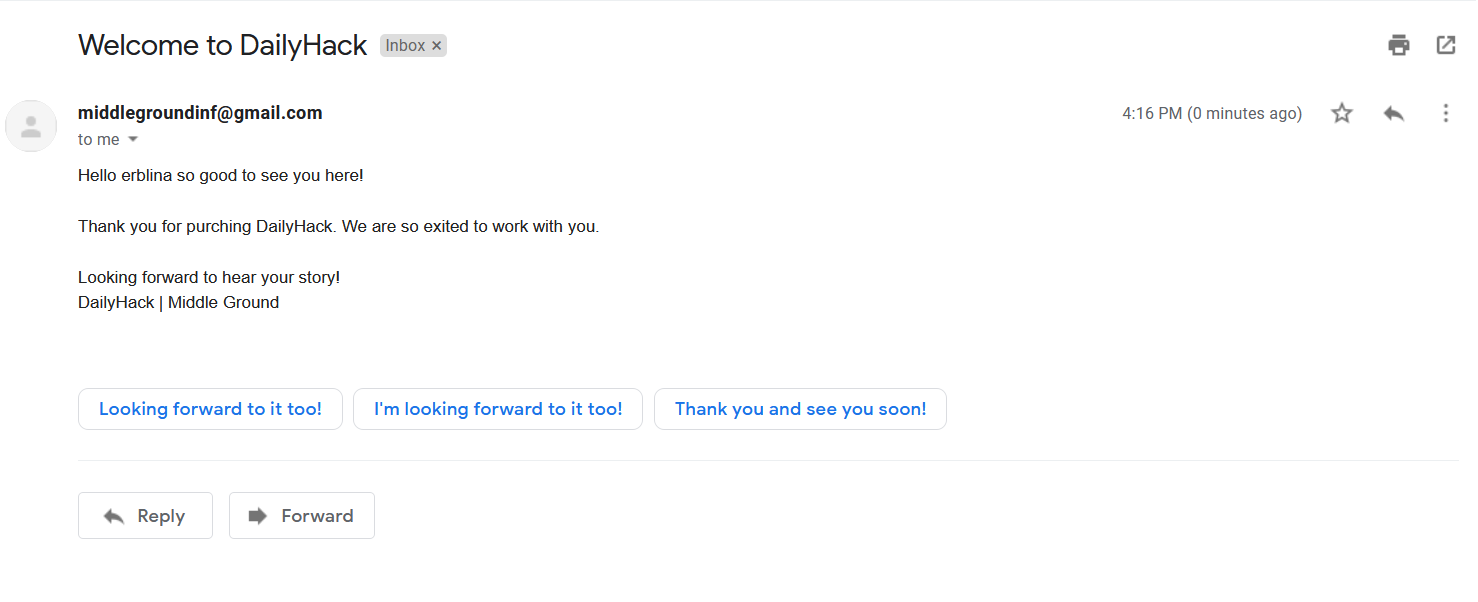 Welcome to DailyHack Inbox ×
middlegroundinf@gmail.com 4:16 PM (0 minutes ago)
to me
Hello erblina so good to see you here!
Thank you for purching DailyHack. We are so exited to work with you.
Looking forward to hear your story!
DailyHack | Middle Ground
Looking forward to it too! I'm looking forward to it too! Thank you and see you soon!
Reply Forward